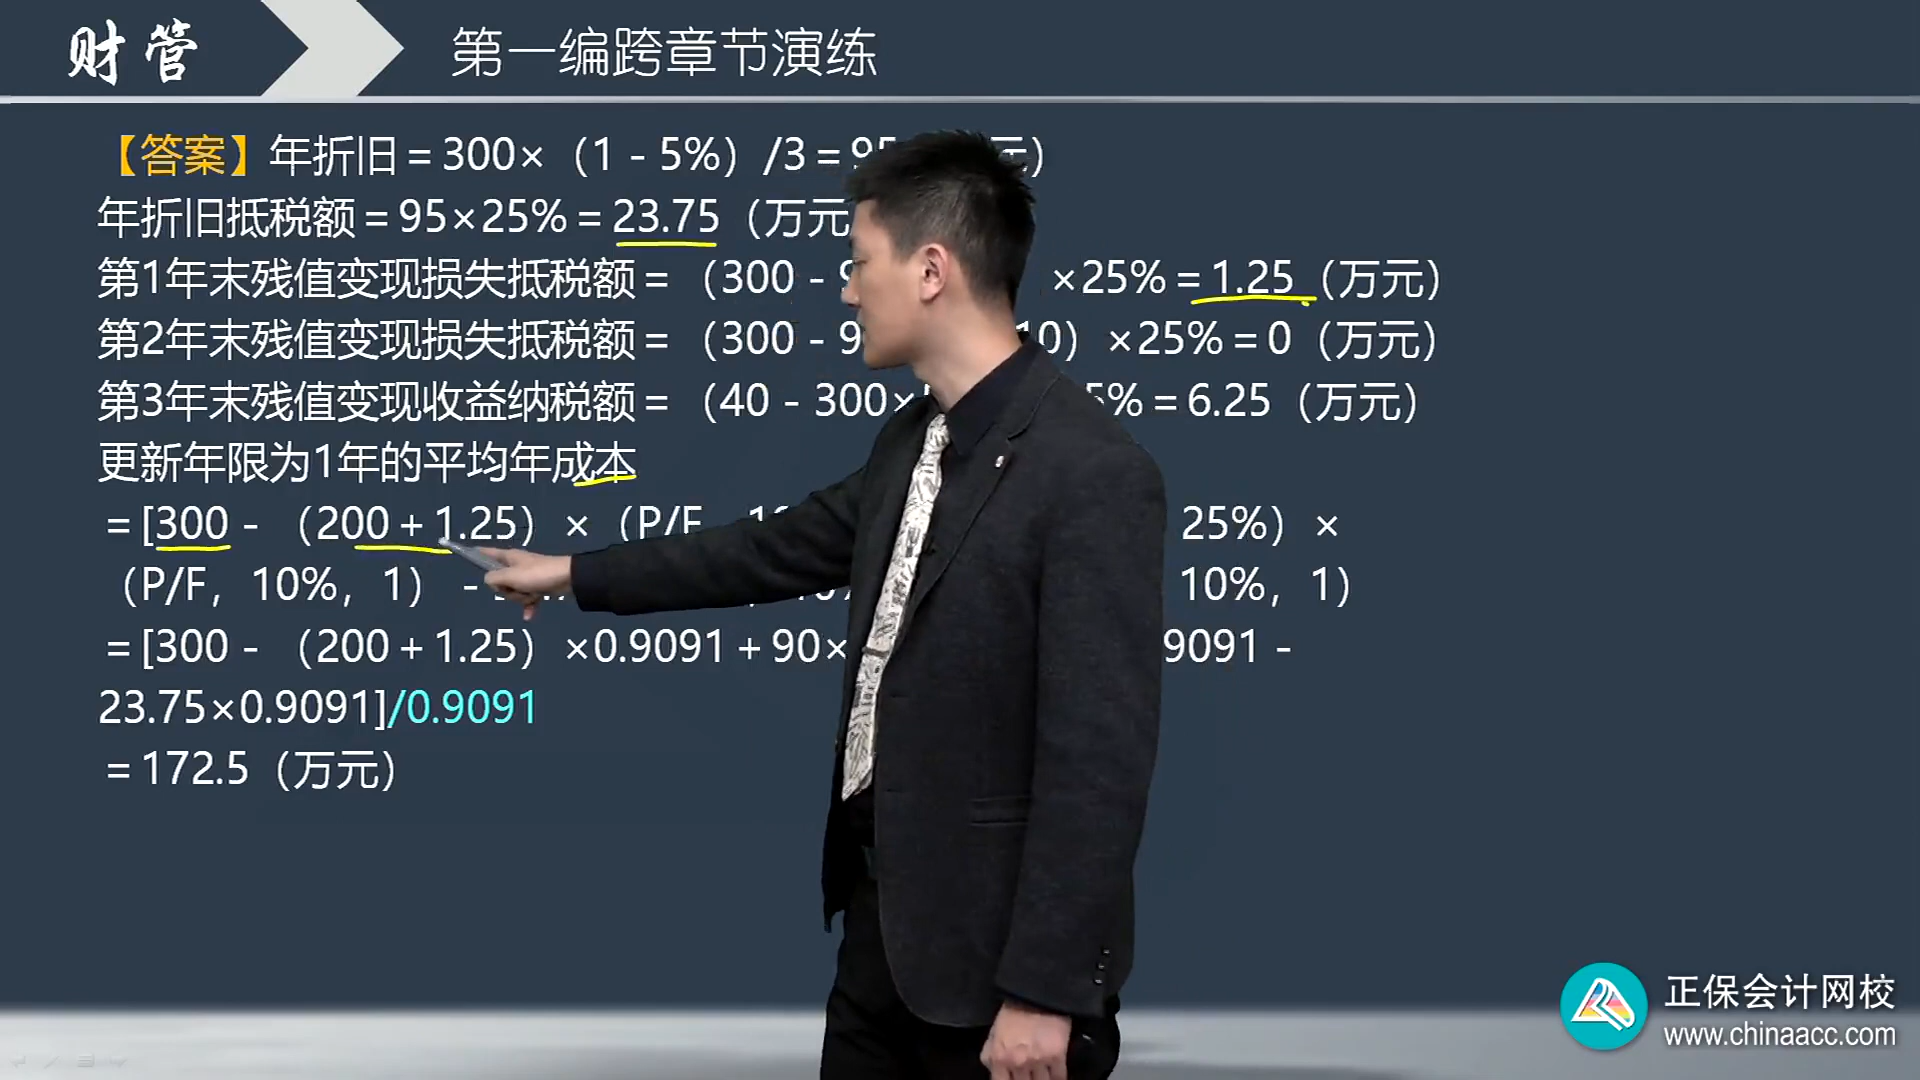 财管
第一编跨章节演练
【答案】年折旧＝300×（1－5%）/3＝95 元）
年折旧抵税额＝95×25%＝23.75（万元
第1年末残值变现损失抵税额＝（300－9 ×25%＝1.25（万元）
第2年末残值变现损失抵税额＝（300－9 10）×25%＝0（万元）
第3年末残值变现收益纳税额＝（40－300× 5%＝6.25（万元）
更新年限为1年的平均年成本
＝[300－（200＋1.25）×（P/F 25%）×
（P/F，10%，1）－ 10%，1）
＝[300－（200＋1.25）×0.9091＋90× 9091－
23.75×0.9091]/0.9091
＝172.5（万元）
正保会计网校
www.chinaacc.com